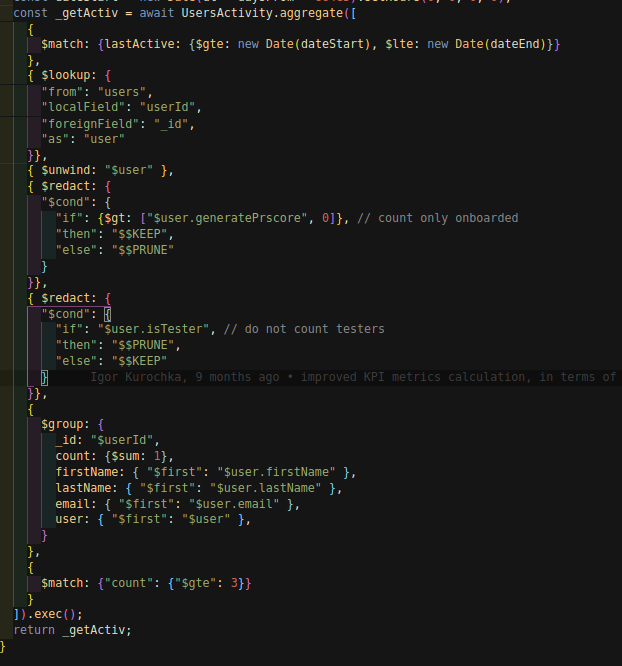 const _getActiv = await UsersActivity.aggregate([
{
$match: {lastActive: {$gte: new Date(dateStart), $lte: new Date(dateEnd)}}
},
{ $lookup: {
"from": "users",
"localField": "userId",
"foreignField": "_id",
"as": "user"
}},
{ $unwind: "$user" },
{ $redact: {
"$cond": {
"if": {$gt: ["$user.generatePrscore", 0]}, // count only onboarded
"then": "$$KEEP",
"else": "$$PRUNE"
}
}},
{ $redact: {
"$cond": {
"if": "$user.isTester", // do not count testers
"then": "$$PRUNE",
"else": "$$KEEP"
} Igor Kurochka, 9 months ago • improved KPI metrics calculation, in terms of
}},
{
$group: {
_id: "$userId",
count: {$sum: 1},
firstName: { "$first": "$user.firstName" },
lastName: { "$first": "$user.lastName" },
email: { "$first": "$user.email" },
user: { "$first": "$user" },
}
},
{
$match: {"count": {"$gte": 3}}
}
]).exec();
return _getActiv;
}